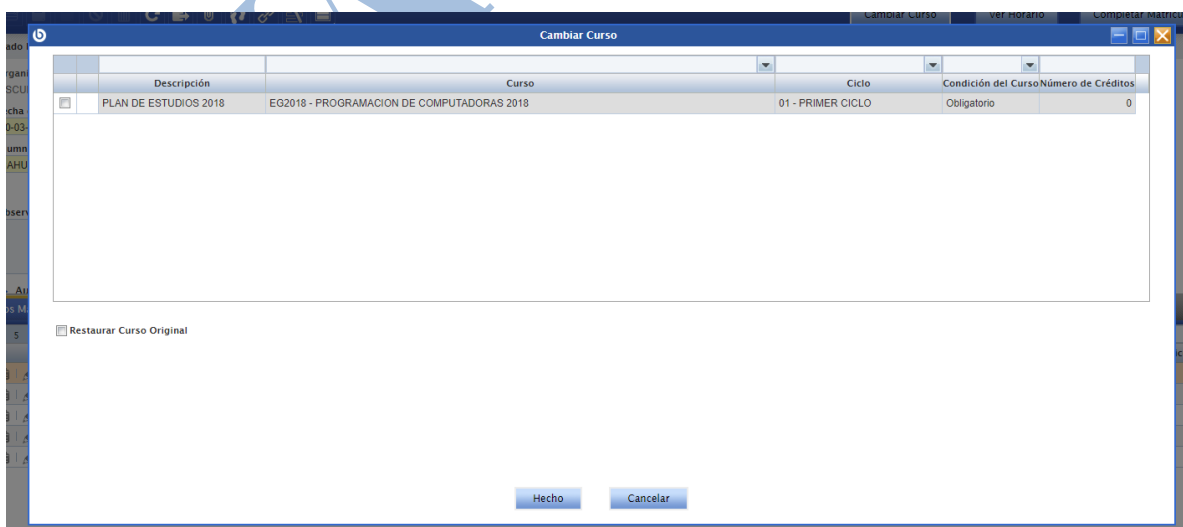 Cambiar Curso Ver Horario Completar Matrícu
Cambiar Curso
Descripción Curso Ciclo Condición del Curso Número de Créditos
PLAN DE ESTUDIOS 2018 EG2018 - PROGRAMACION DE COMPUTADORAS 2018 01 - PRIMER CICLO Obligatorio 0
Restaurar Curso Original
Hecho Cancelar